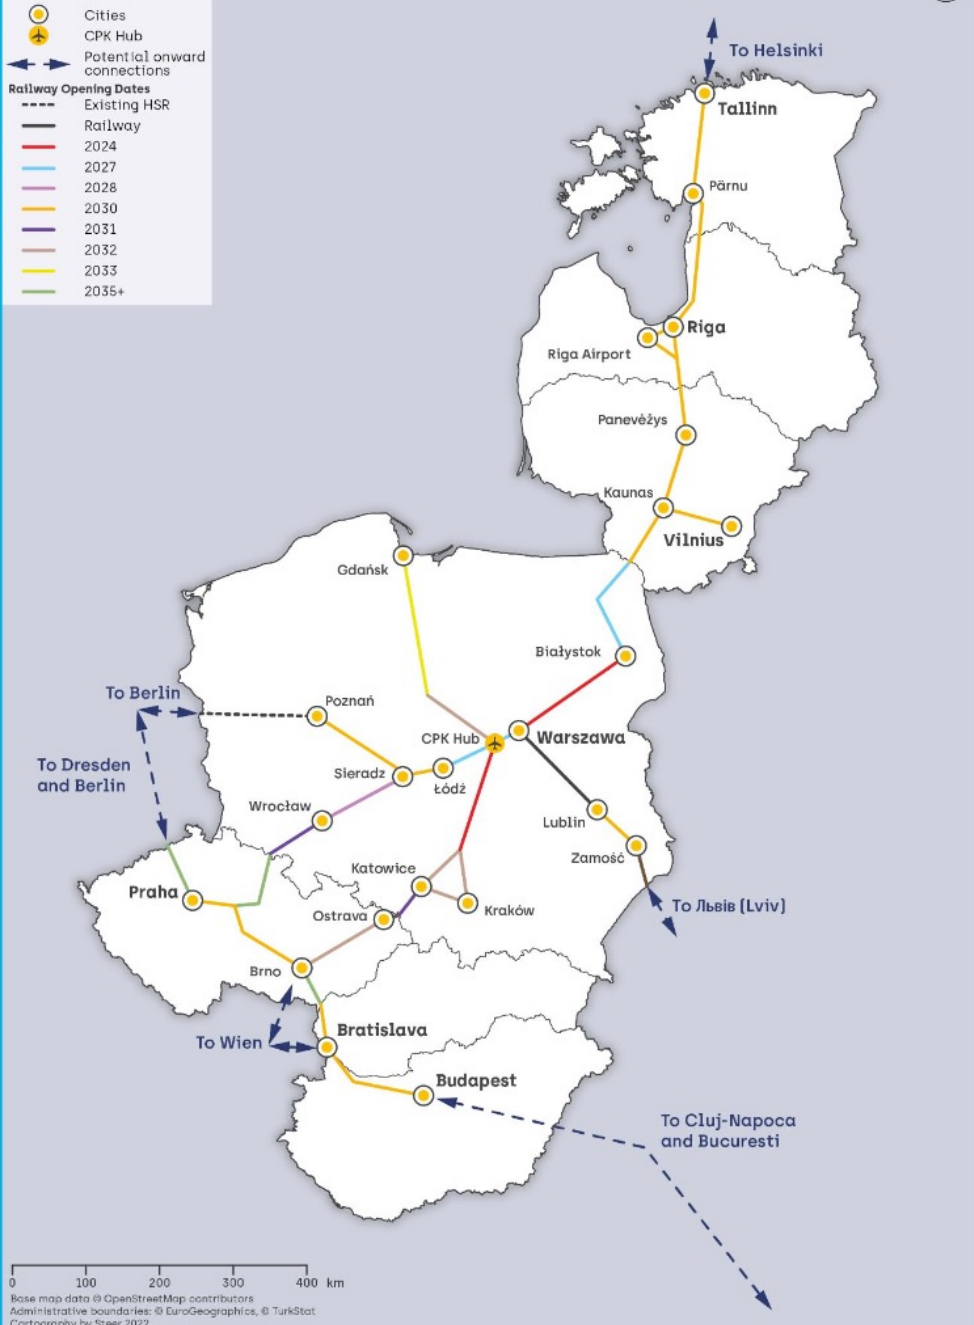 Cities
CPK Hub
Potential onward
connections
Railway Opening Dates
Existing HSR
Railway
2024
2027
2028
2030
2031
2032
2033
2035+
To Helsinki
Tallinn
Pärnu
Riga
Riga Airport
Panevėžys
Kaunas
Vilnius
Gdańsk
Białystok
To Berlin
Poznań
CPK Hub
Warszawa
To Dresden
and Berlin
Sieradz
Łódź
Wrocław
Lublin
Zamość
Katowice
Praha
Ostrava
Kraków
To Львів (Lviv)
Brno
Bratislava
To Wien
Budapest
To Cluj-Napoca
and Bucuresti
0 100 200 300 400 km
Base map data © OpenStreetMap contributors
Administrative boundaries: © EuroGeographics, © TurkStat
Cartography by Steer 2022